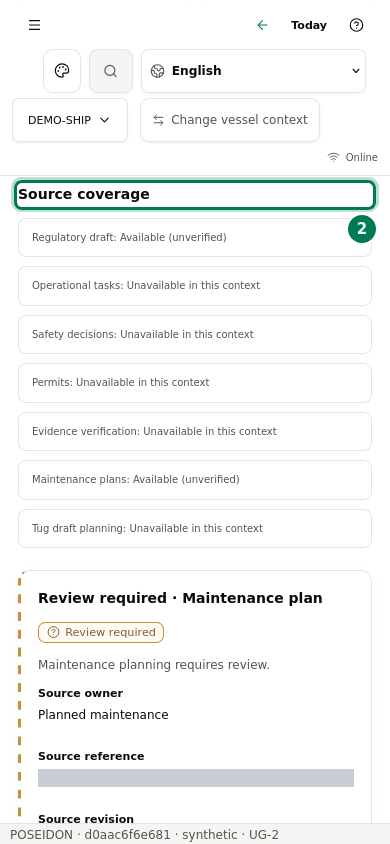 Today
English
DEMO-SHIP
Change vessel context
Online
Source coverage
2
Regulatory draft: Available (unverified)
Operational tasks: Unavailable in this context
Safety decisions: Unavailable in this context
Permits: Unavailable in this context
Evidence verification: Unavailable in this context
Maintenance plans: Available (unverified)
Tug draft planning: Unavailable in this context
Review required · Maintenance plan
Review required
Maintenance planning requires review.
Source owner
Planned maintenance
Source reference
Source revision
POSEIDON · d0aac6f6e681 · synthetic · UG-2